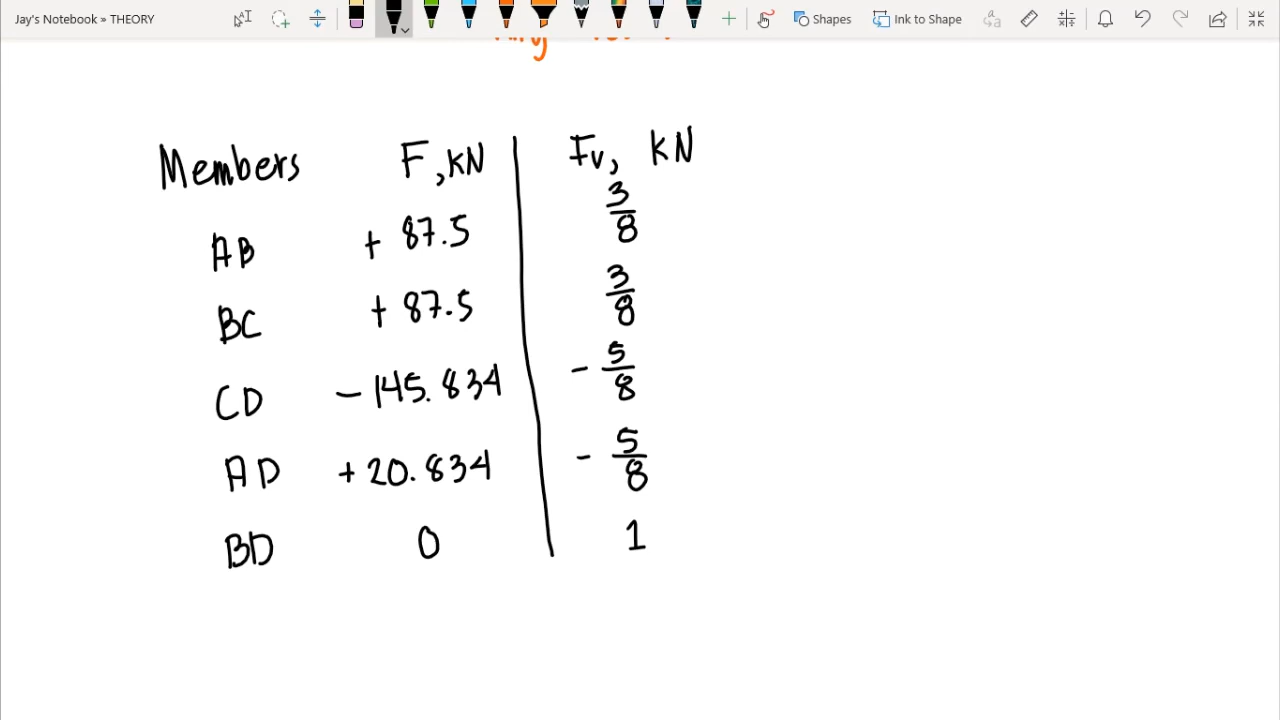 Jay's Notebook » THEORY
Shapes
Ink to Shape
Members F, kN Fv, kN
AB + 87.5 3/8
BC + 87.5 3/8
CD - 145.834 - 5/8
AD + 20.834 - 5/8
BD 0 1